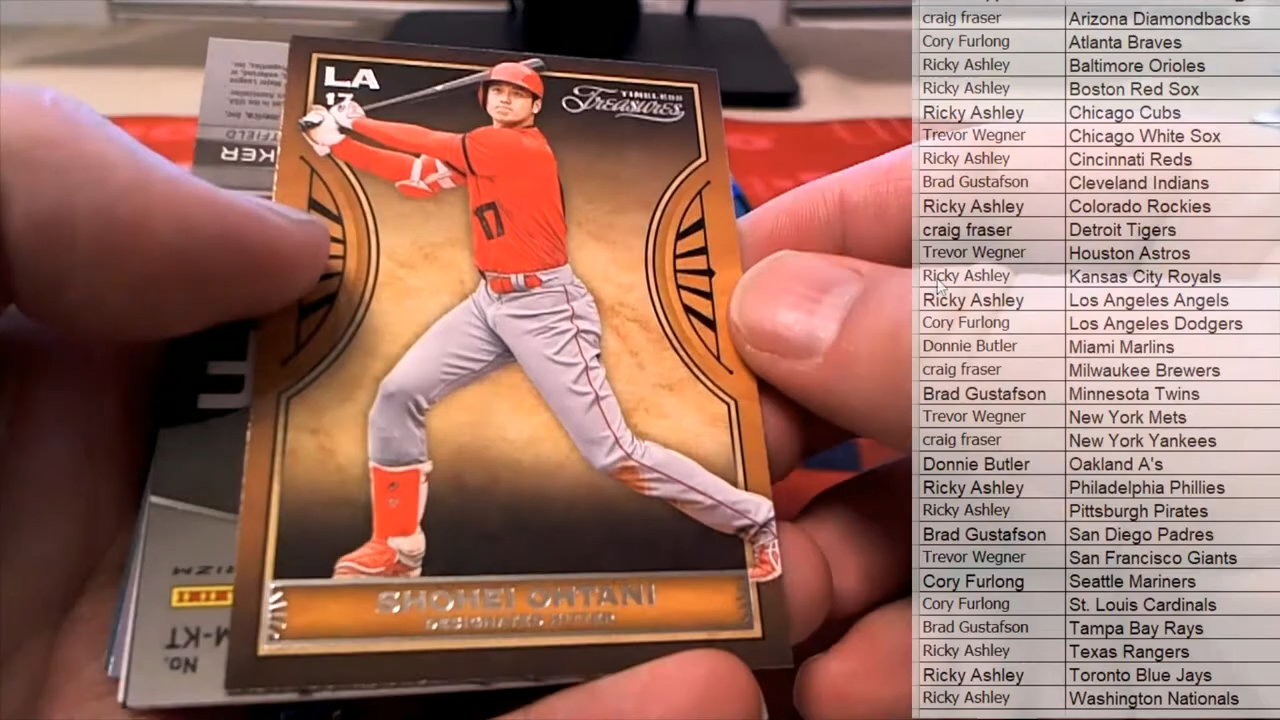 LA
17
TIMELESS
Treasures
17
SHOHEI OHTANI
DESIGNATED HITTER
KER
PRIZM
PANINI
M-KT
No.
craig fraser Arizona Diamondbacks
Cory Furlong Atlanta Braves
Ricky Ashley Baltimore Orioles
Ricky Ashley Boston Red Sox
Ricky Ashley Chicago Cubs
Trevor Wegner Chicago White Sox
Ricky Ashley Cincinnati Reds
Brad Gustafson Cleveland Indians
Ricky Ashley Colorado Rockies
craig fraser Detroit Tigers
Trevor Wegner Houston Astros
Ricky Ashley Kansas City Royals
Ricky Ashley Los Angeles Angels
Cory Furlong Los Angeles Dodgers
Donnie Butler Miami Marlins
craig fraser Milwaukee Brewers
Brad Gustafson Minnesota Twins
Trevor Wegner New York Mets
craig fraser New York Yankees
Donnie Butler Oakland A's
Ricky Ashley Philadelphia Phillies
Ricky Ashley Pittsburgh Pirates
Brad Gustafson San Diego Padres
Trevor Wegner San Francisco Giants
Cory Furlong Seattle Mariners
Cory Furlong St. Louis Cardinals
Brad Gustafson Tampa Bay Rays
Ricky Ashley Texas Rangers
Ricky Ashley Toronto Blue Jays
Ricky Ashley Washington Nationals